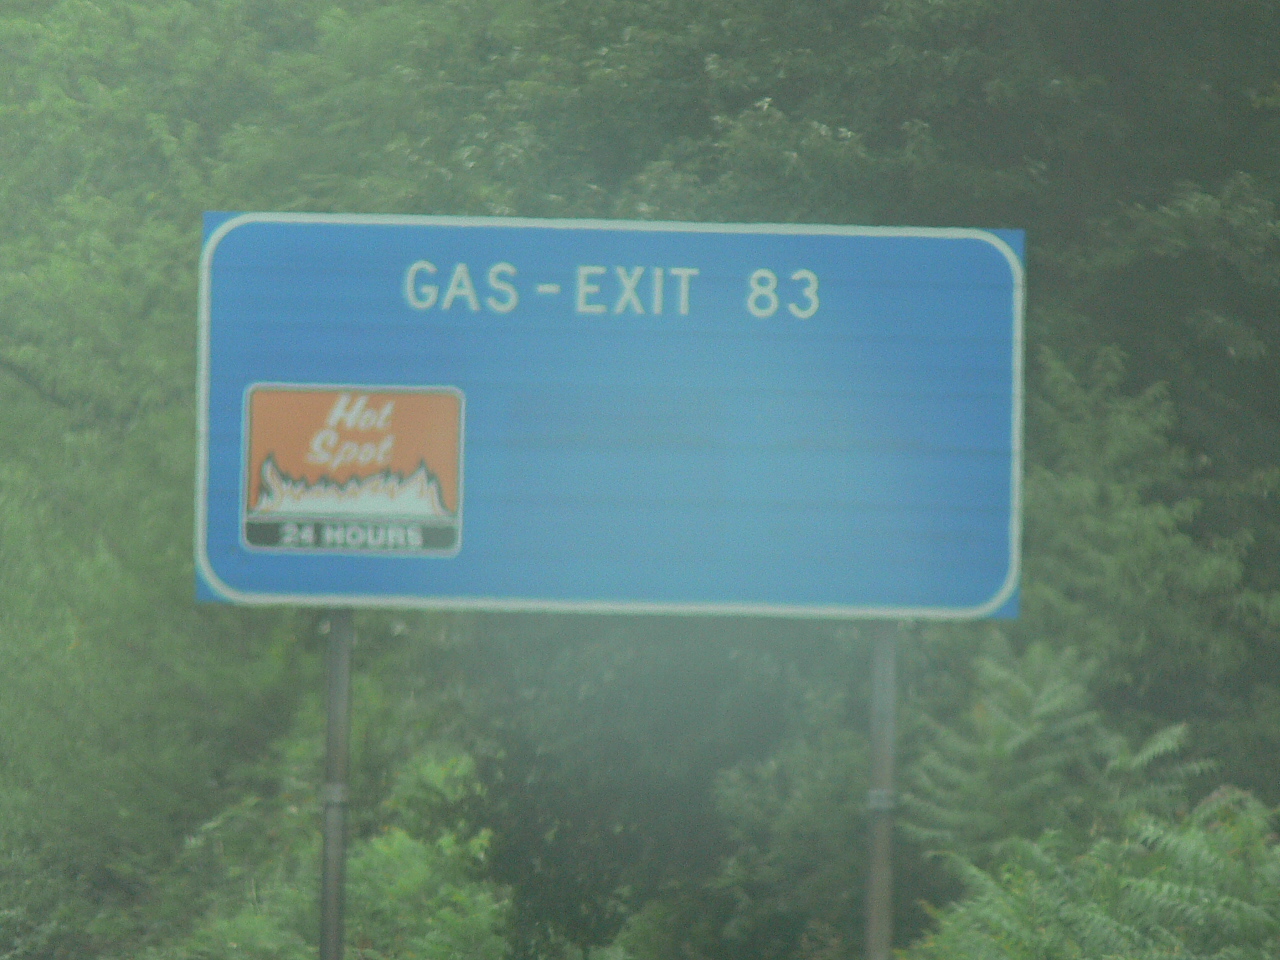 GAS - EXIT 83
Hot
Spot
24 HOURS